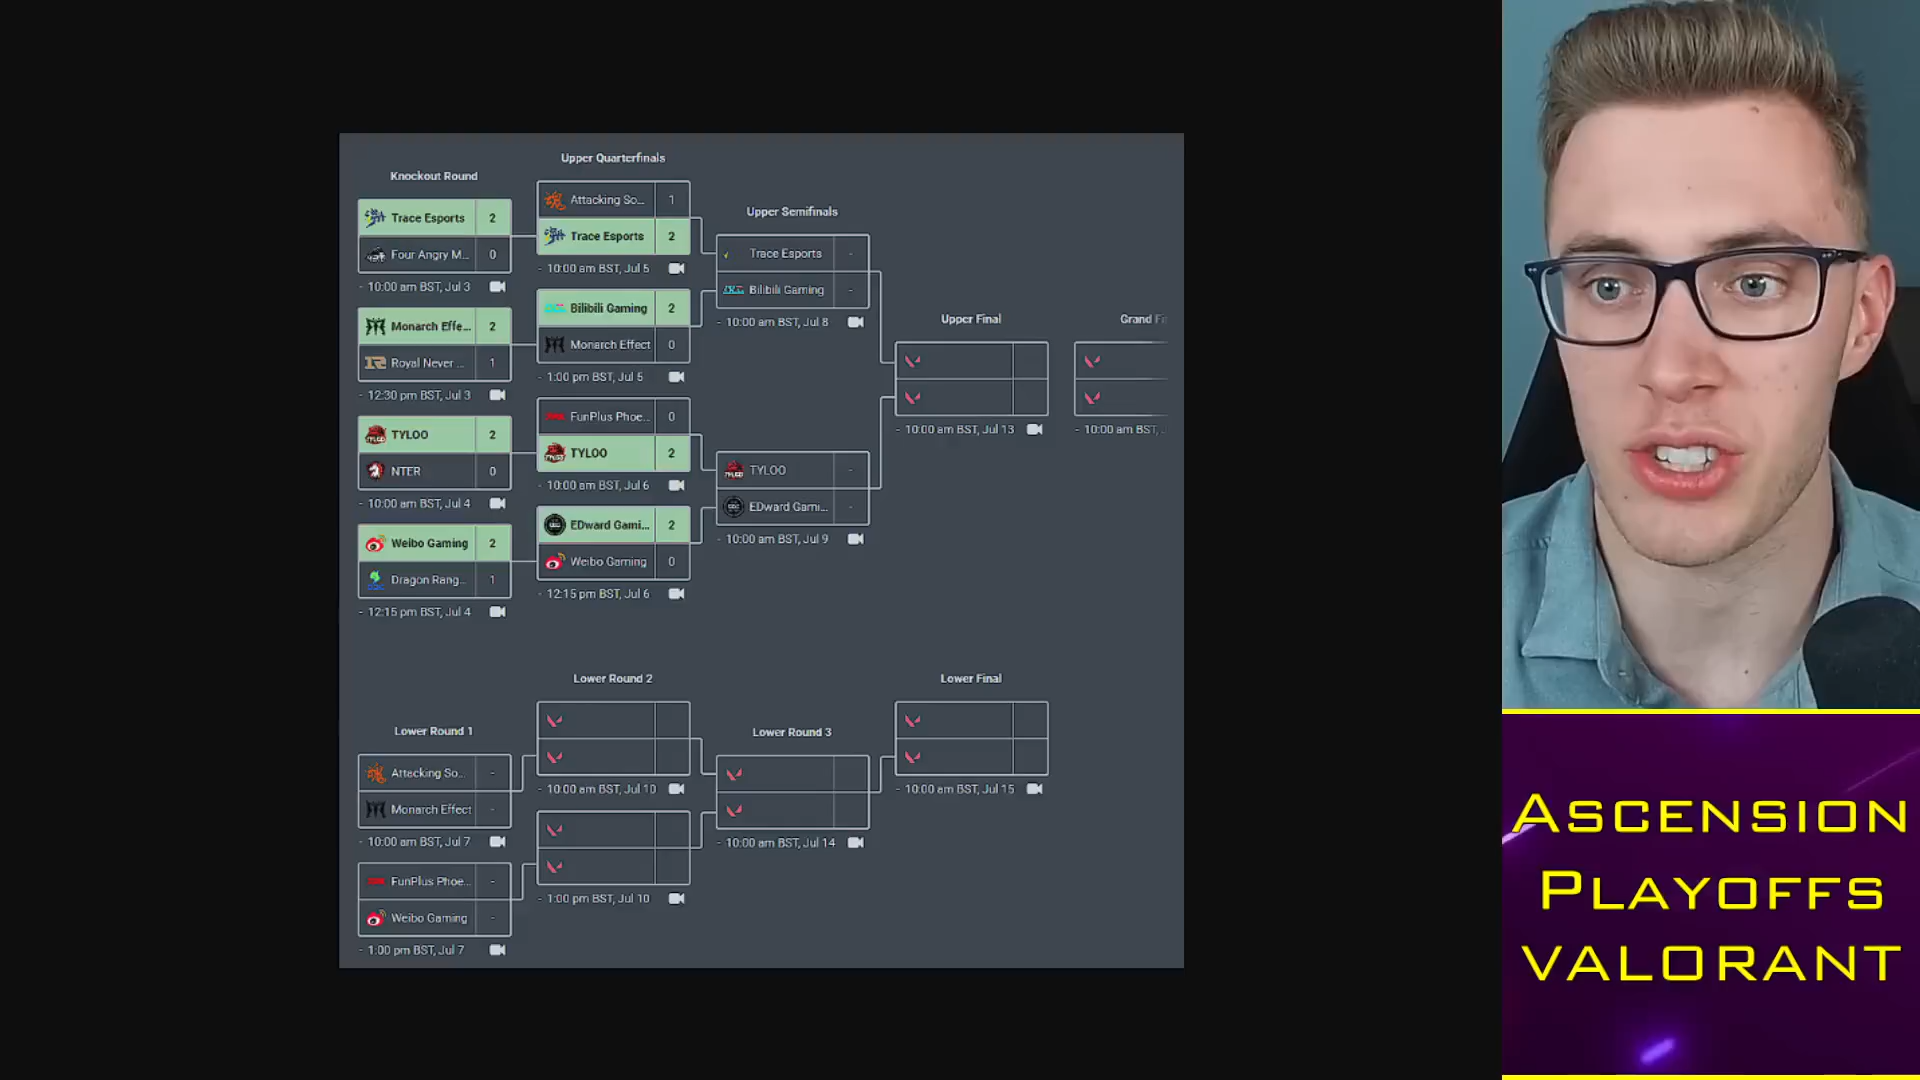 Knockout Round
Trace Esports 2
Four Angry M... 0
- 10:00 am BST, Jul 3
Monarch Effe... 2
Royal Never ... 1
- 12:30 pm BST, Jul 3
TYLOO 2
NTER 0
- 10:00 am BST, Jul 4
Weibo Gaming 2
Dragon Rang... 1
- 12:15 pm BST, Jul 4
Upper Quarterfinals
Attacking So... 1
Trace Esports 2
- 10:00 am BST, Jul 5
Bilibili Gaming 2
Monarch Effect 0
- 1:00 pm BST, Jul 5
FunPlus Phoe... 0
TYLOO 2
- 10:00 am BST, Jul 6
EDward Gami... 2
Weibo Gaming 0
- 12:15 pm BST, Jul 6
Upper Semifinals
Trace Esports -
Bilibili Gaming -
- 10:00 am BST, Jul 8
TYLOO -
EDward Gami... -
- 10:00 am BST, Jul 9
Upper Final
- 10:00 am BST, Jul 13
Grand Fi
- 10:00 am BST, J
Lower Round 1
Attacking So... -
Monarch Effect -
- 10:00 am BST, Jul 7
FunPlus Phoe... -
Weibo Gaming -
- 1:00 pm BST, Jul 7
Lower Round 2
- 10:00 am BST, Jul 10
- 1:00 pm BST, Jul 10
Lower Round 3
- 10:00 am BST, Jul 14
Lower Final
- 10:00 am BST, Jul 15
ASCENSION
PLAYOFFS
VALORANT